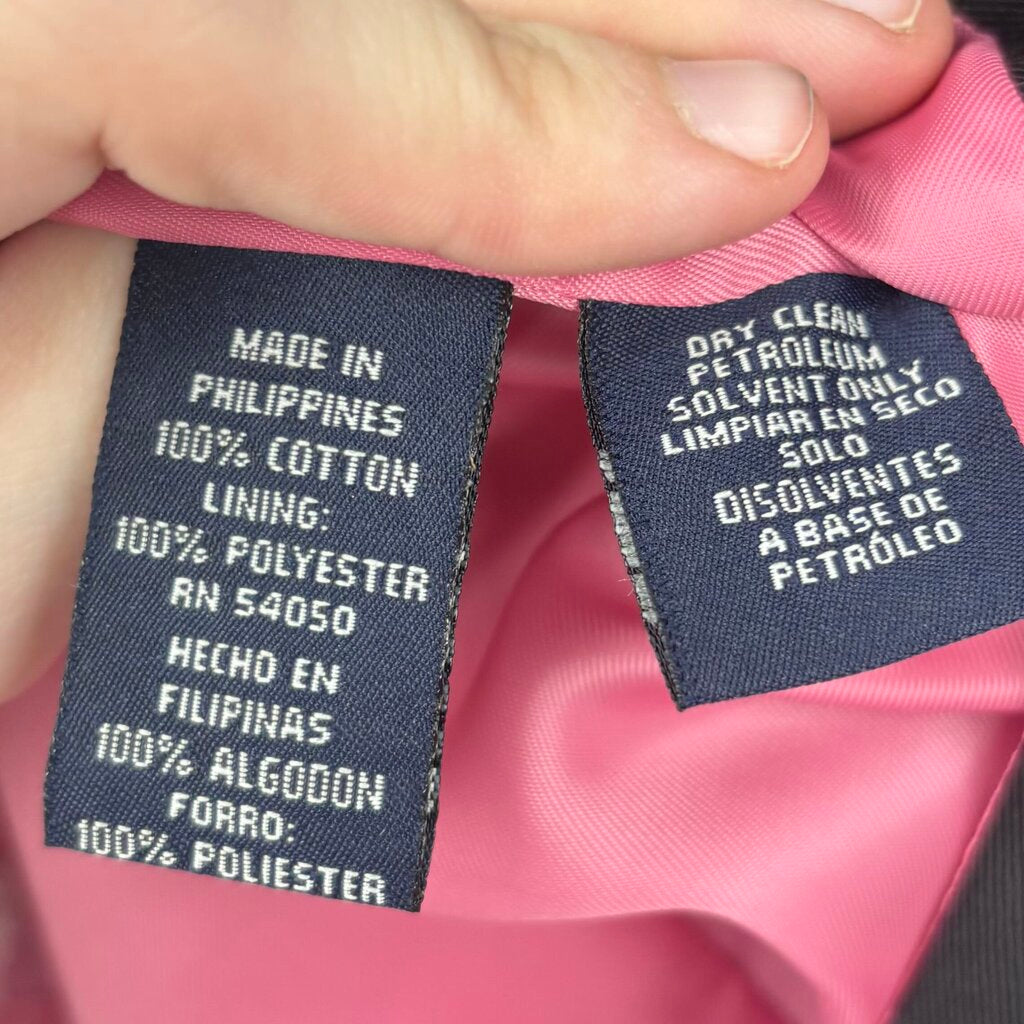 MADE IN
PHILIPPINES
100% COTTON
LINING:
100% POLYESTER
RN 54050
HECHO EN
FILIPINAS
100% ALGODON
FORRO:
100% POLIESTER
DRY CLEAN
PETROLEUM
SOLVENT ONLY
LIMPIAR EN SECO
SOLO
DISOLVENTES
A BASE DE
PETRÓLEO